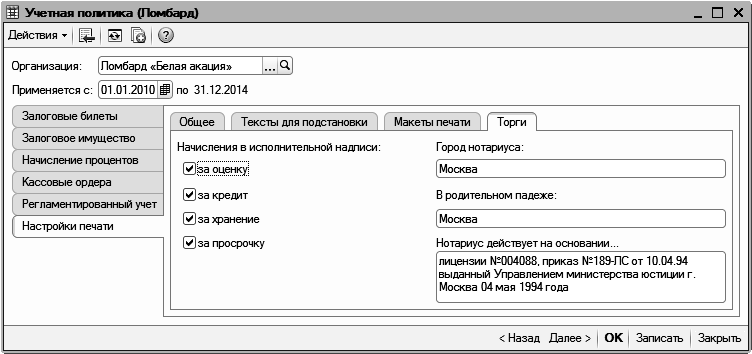 Учетная политика (Ломбард)
Действия
Организация: Ломбард «Белая акация» ...
Применяется с: 01.01.2010 по 31.12.2014
Залоговые билеты
Залоговое имущество
Начисление процентов
Кассовые ордера
Регламентированный учет
Настройки печати
Общее Тексты для подстановки Макеты печати Торги
Начисления в исполнительной надписи:
за оценку
за кредит
за хранение
за просрочку
Город нотариуса:
Москва
В родительном падеже:
Москва
Нотариус действует на основании...
лицензии №004088, приказ №189-ЛС от 10.04.94
выданный Управлением министерства юстиции г.
Москва 04 мая 1994 года
< Назад Далее > OK Записать Закрыть